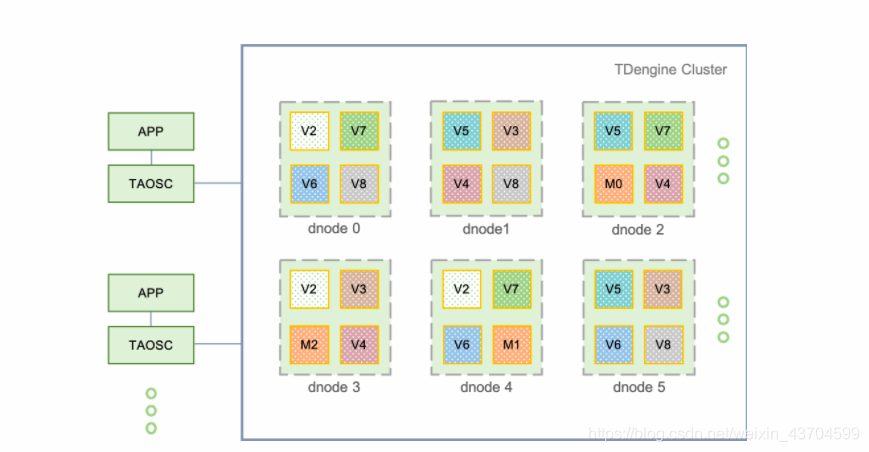 TDengine Cluster
APP
TAOSC
V2 V7
V6 V8
dnode 0
V5 V3
V4 V8
dnode1
V5 V7
M0 V4
dnode 2
APP
TAOSC
V2 V3
M2 V4
dnode 3
V2 V7
V6 M1
dnode 4
V5 V3
V6 V8
dnode 5
https://blog.csdn.net/weixin_43704599